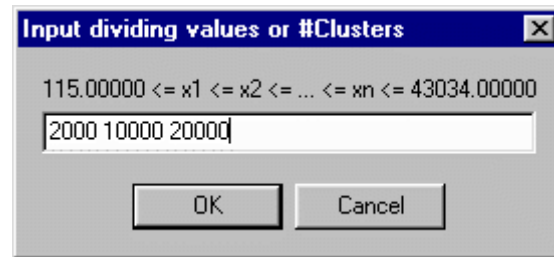 Input dividing values or #Clusters
115.00000 <= x1 <= x2 <= ... <= xn <= 43034.00000
2000 10000 20000
OK Cancel